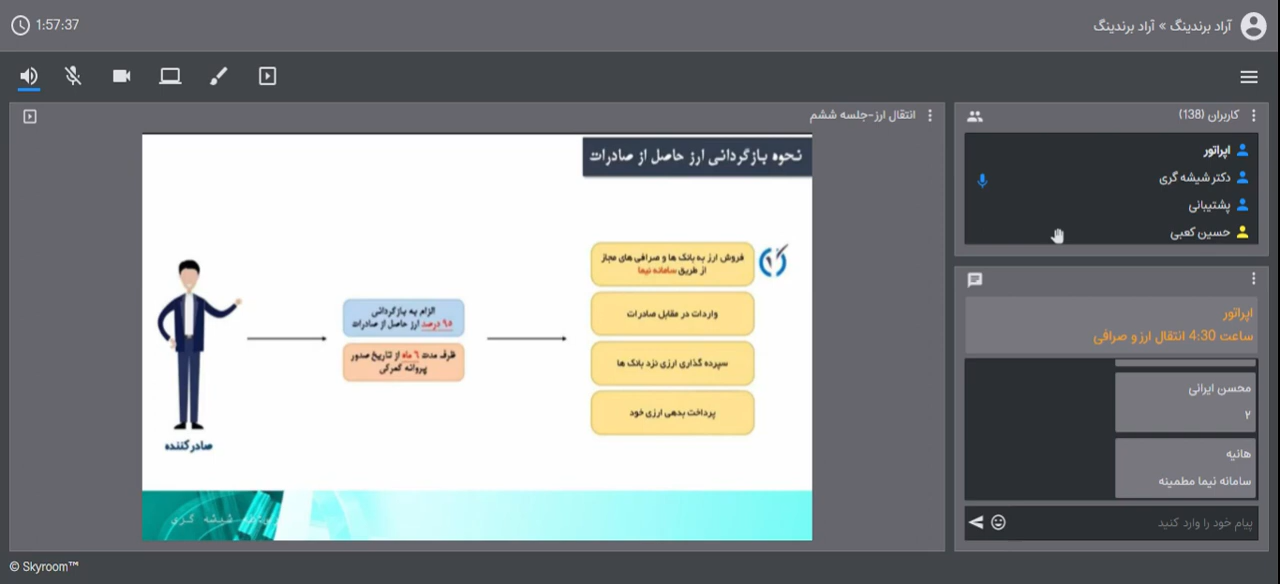 1:57:37
آراد برندینگ » آراد برندینگ
انتقال ارز-جلسه ششم
نحوه بازگردانی ارز حاصل از صادرات
صادرکننده
الزام به بازگردانی
۹۵ درصد ارز حاصل از صادرات
ظرف مدت ۶ ماه از تاریخ صدور
پروانه گمرکی
فروش ارز به بانک ها و صرافی های مجاز
از طریق سامانه نیما
واردات در مقابل صادرات
سپرده گذاری ارزی نزد بانک ها
پرداخت بدهی ارزی خود
شیشه گری
کاربران (138)
اپراتور
دکتر شیشه گری
پشتیبانی
حسین کعبی
اپراتور
ساعت 4:30 انتقال ارز و صرافی
محسن ایرانی
۲
هانیه
سامانه نیما مطمینه
پیام خود را وارد کنید
© Skyroom™